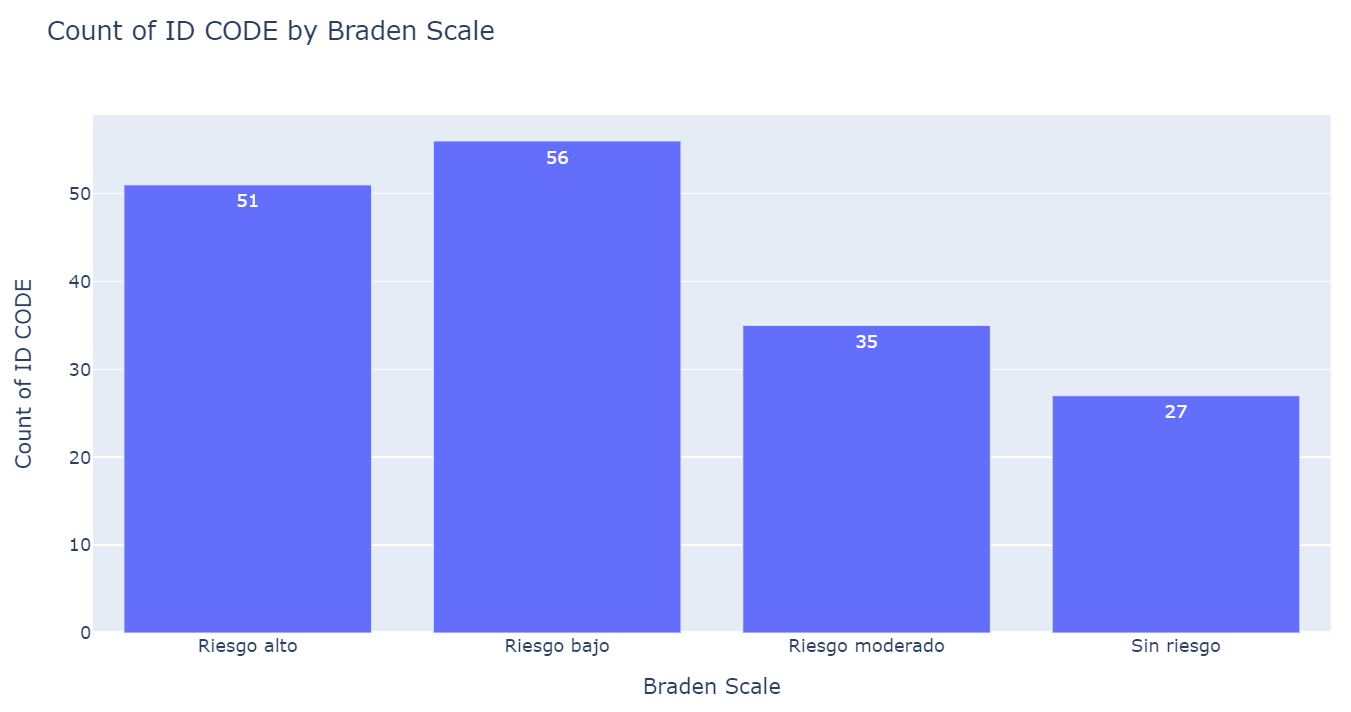 Count of ID CODE by Braden Scale
Count of ID CODE
50
40
30
20
10
0
51
56
35
27
Riesgo alto
Riesgo bajo
Riesgo moderado
Sin riesgo
Braden Scale